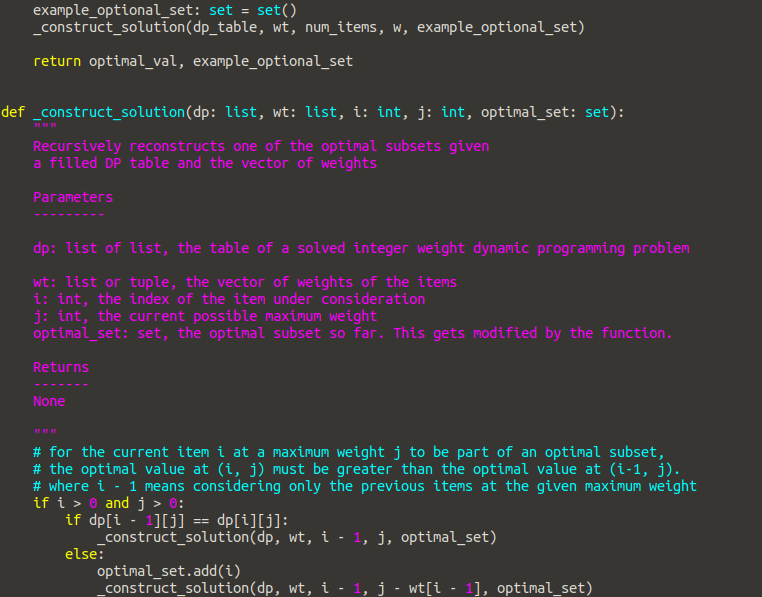 example_optional_set: set = set()
    _construct_solution(dp_table, wt, num_items, w, example_optional_set)

    return optimal_val, example_optional_set


def _construct_solution(dp: list, wt: list, i: int, j: int, optimal_set: set):
    """
    Recursively reconstructs one of the optimal subsets given
    a filled DP table and the vector of weights

    Parameters
    ---------

    dp: list of list, the table of a solved integer weight dynamic programming problem

    wt: list or tuple, the vector of weights of the items
    i: int, the index of the item under consideration
    j: int, the current possible maximum weight
    optimal_set: set, the optimal subset so far. This gets modified by the function.

    Returns
    -------
    None

    """
    # for the current item i at a maximum weight j to be part of an optimal subset,
    # the optimal value at (i, j) must be greater than the optimal value at (i-1, j).
    # where i - 1 means considering only the previous items at the given maximum weight
    if i > 0 and j > 0:
        if dp[i - 1][j] == dp[i][j]:
            _construct_solution(dp, wt, i - 1, j, optimal_set)
        else:
            optimal_set.add(i)
            _construct_solution(dp, wt, i - 1, j - wt[i - 1], optimal_set)